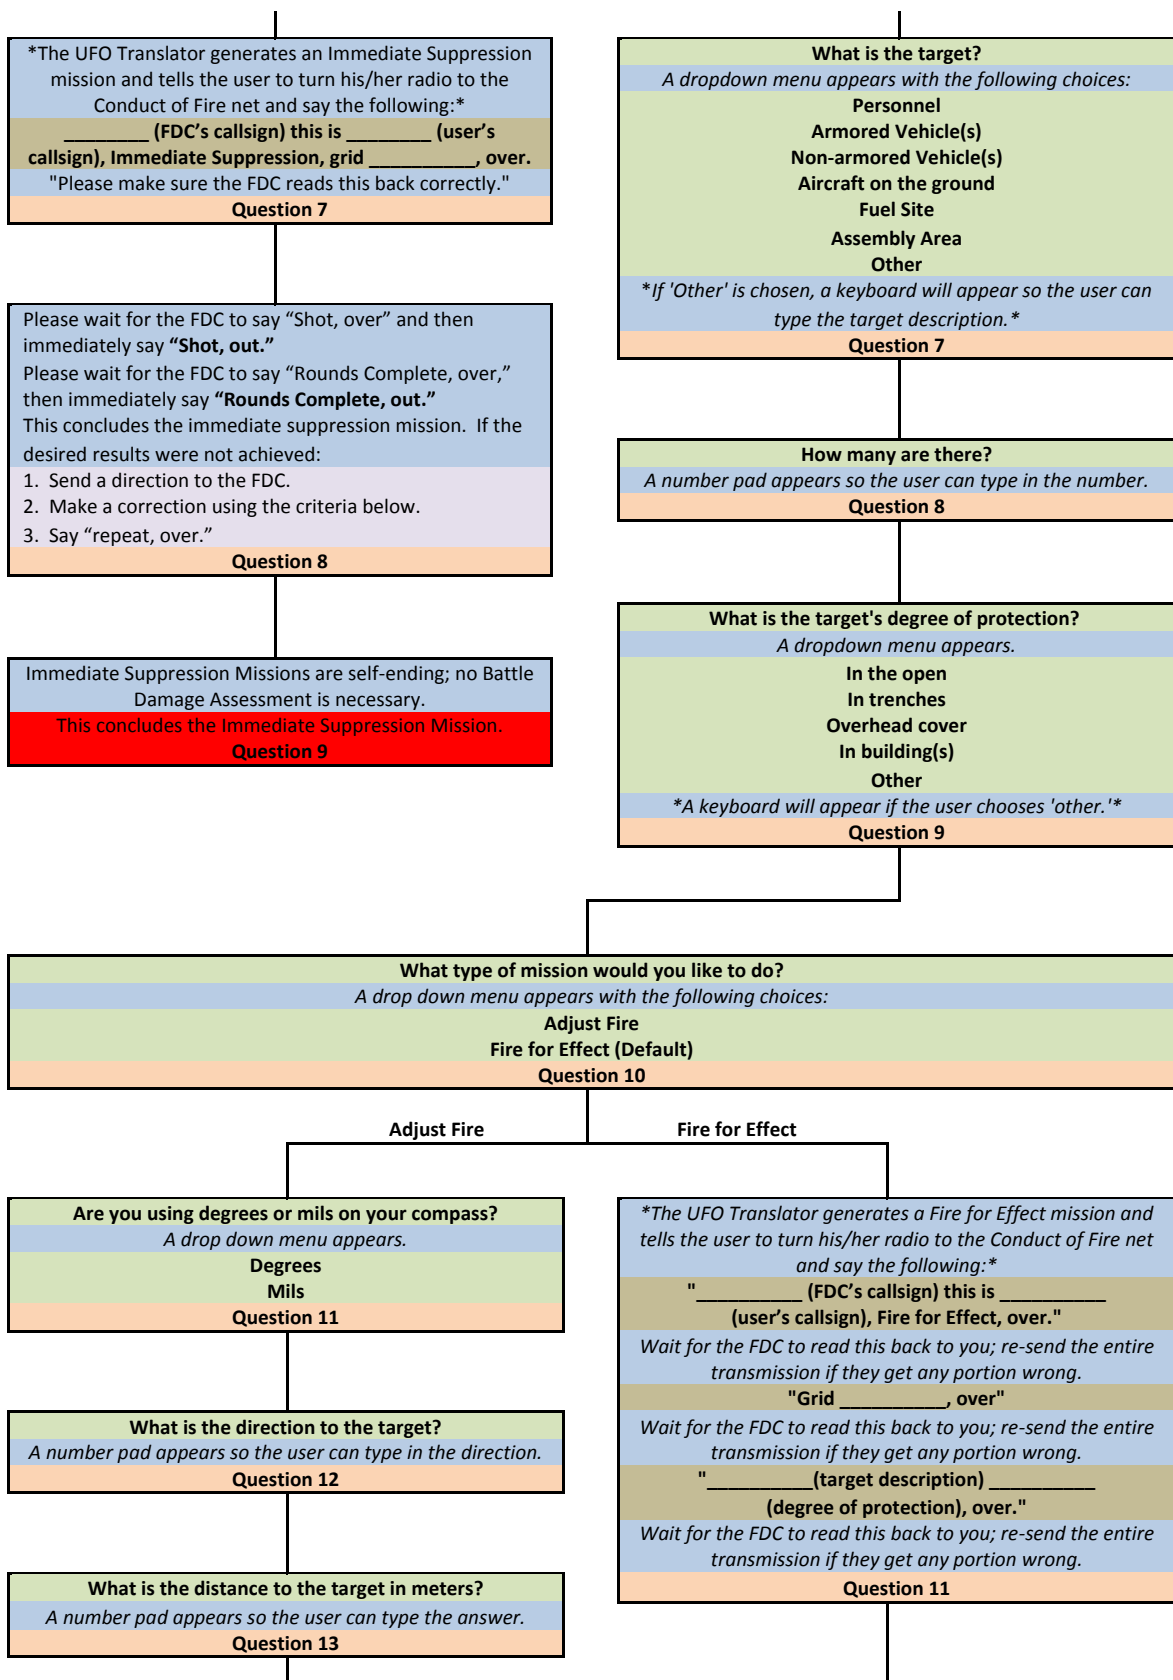 *The UFO Translator generates an Immediate Suppression
mission and tells the user to turn his/her radio to the
Conduct of Fire net and say the following:*
________ (FDC’s callsign) this is ________ (user’s
callsign), Immediate Suppression, grid __________, over.
"Please make sure the FDC reads this back correctly."
Question 7
Please wait for the FDC to say “Shot, over” and then
immediately say “Shot, out.”
Please wait for the FDC to say “Rounds Complete, over,”
then immediately say “Rounds Complete, out.”
This concludes the immediate suppression mission. If the
desired results were not achieved:
1. Send a direction to the FDC.
2. Make a correction using the criteria below.
3. Say “repeat, over.”
Question 8
Immediate Suppression Missions are self-ending; no Battle
Damage Assessment is necessary.
This concludes the Immediate Suppression Mission.
Question 9
What is the target?
A dropdown menu appears with the following choices:
Personnel
Armored Vehicle(s)
Non-armored Vehicle(s)
Aircraft on the ground
Fuel Site
Assembly Area
Other
*If 'Other' is chosen, a keyboard will appear so the user can
type the target description.*
Question 7
How many are there?
A number pad appears so the user can type in the number.
Question 8
What is the target's degree of protection?
A dropdown menu appears.
In the open
In trenches
Overhead cover
In building(s)
Other
*A keyboard will appear if the user chooses 'other.'*
Question 9
What type of mission would you like to do?
A drop down menu appears with the following choices:
Adjust Fire
Fire for Effect (Default)
Question 10
Adjust Fire
Fire for Effect
Are you using degrees or mils on your compass?
A drop down menu appears.
Degrees
Mils
Question 11
What is the direction to the target?
A number pad appears so the user can type in the direction.
Question 12
What is the distance to the target in meters?
A number pad appears so the user can type the answer.
Question 13
*The UFO Translator generates a Fire for Effect mission and
tells the user to turn his/her radio to the Conduct of Fire net
and say the following:*
"__________ (FDC’s callsign) this is __________
(user’s callsign), Fire for Effect, over."
Wait for the FDC to read this back to you; re-send the entire
transmission if they get any portion wrong.
"Grid __________, over"
Wait for the FDC to read this back to you; re-send the entire
transmission if they get any portion wrong.
"__________(target description) __________
(degree of protection), over."
Wait for the FDC to read this back to you; re-send the entire
transmission if they get any portion wrong.
Question 11